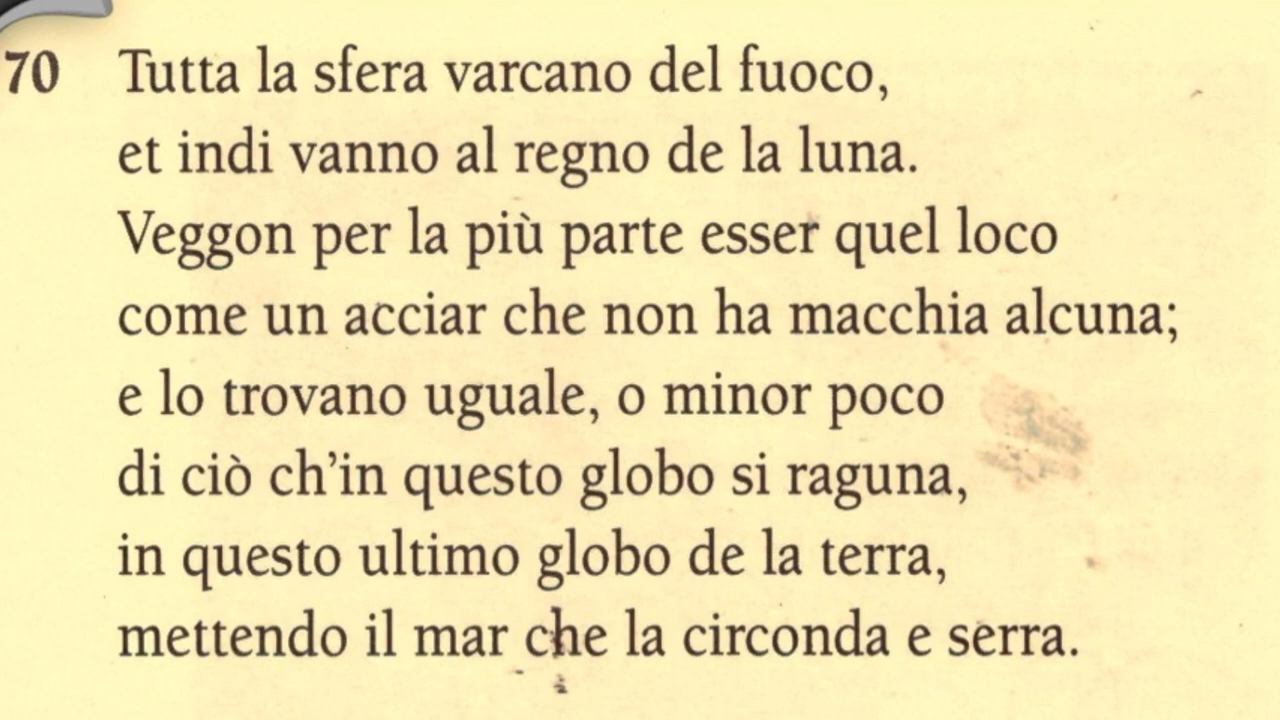 70 Tutta la sfera varcano del fuoco,
et indi vanno al regno de la luna.
Veggon per la più parte esser quel loco
come un acciar che non ha macchia alcuna;
e lo trovano uguale, o minor poco
di ciò ch'in questo globo si raguna,
in questo ultimo globo de la terra,
mettendo il mar che la circonda e serra.